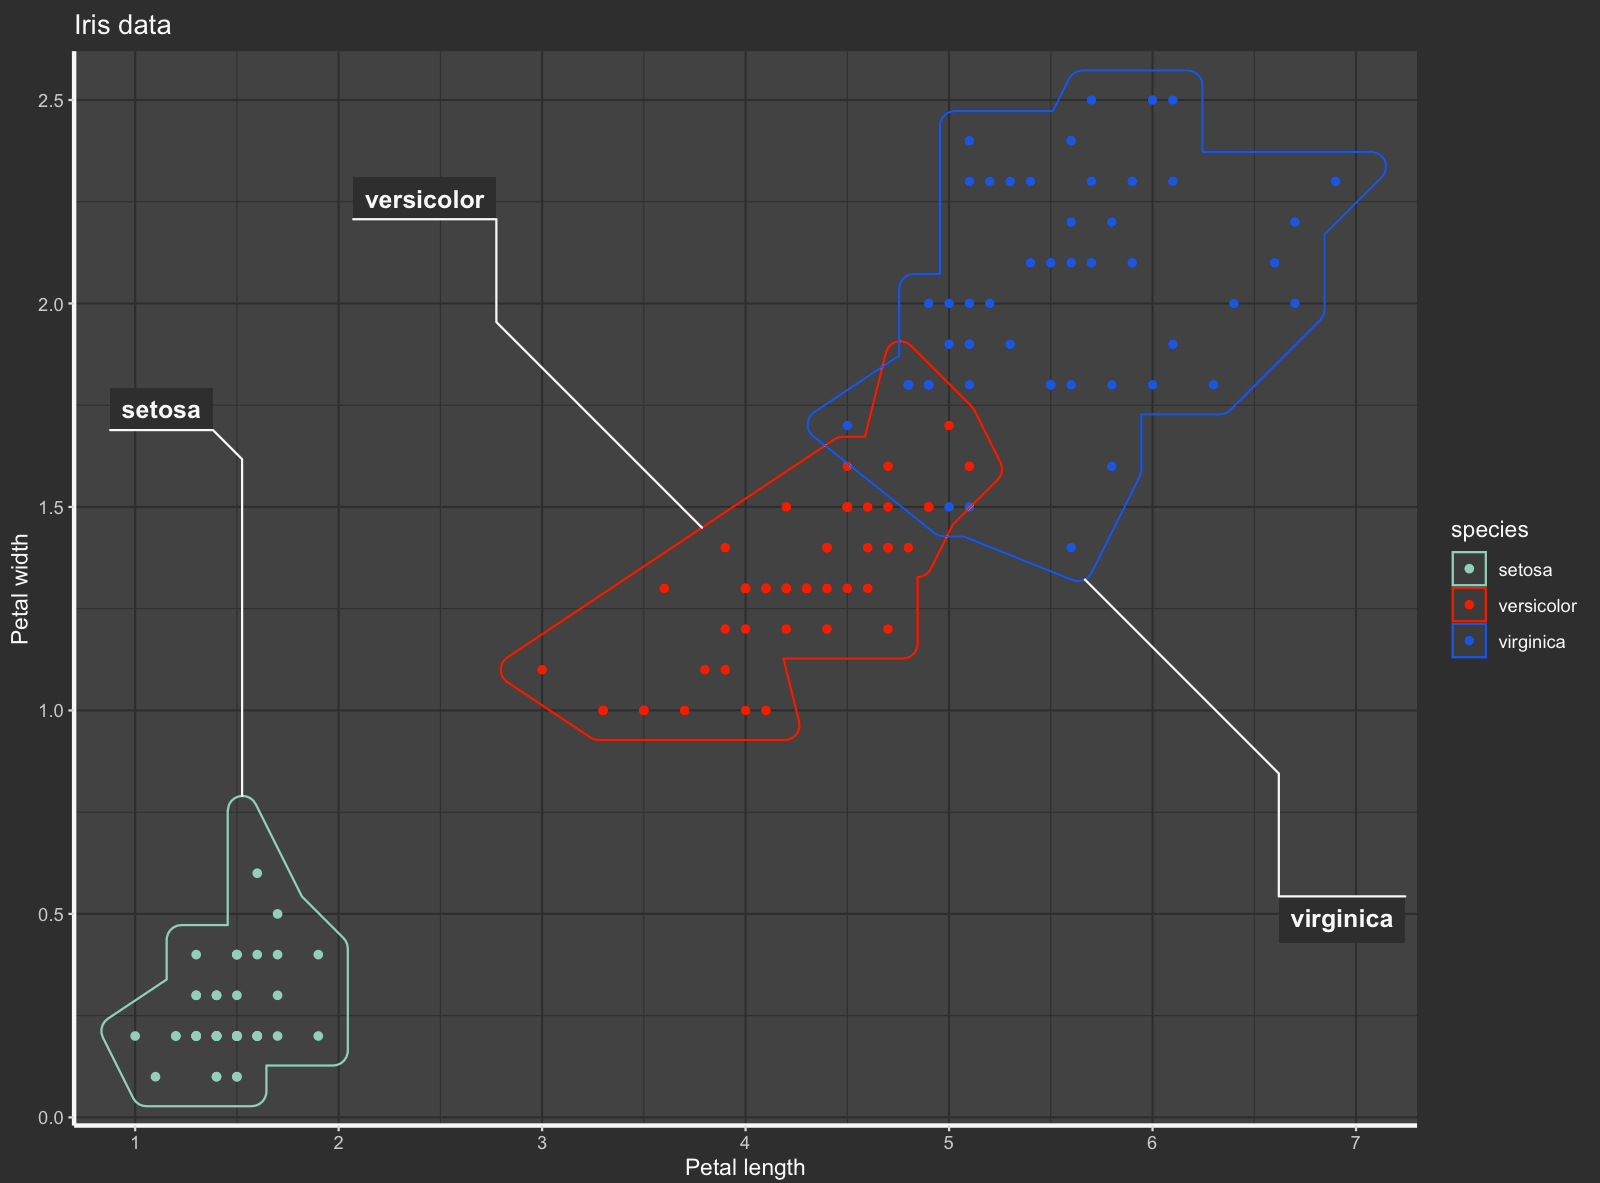 Iris data
Petal width
2.5
2.0
1.5
1.0
0.5
0.0
versicolor
setosa
virginica
1 2 3 4 5 6 7
Petal length
species
setosa
versicolor
virginica